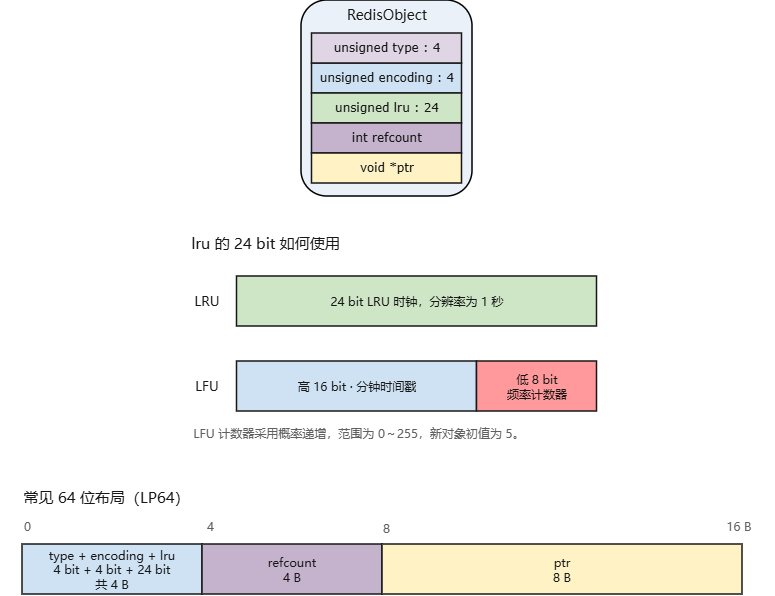 RedisObject
unsigned type : 4
unsigned encoding : 4
unsigned lru : 24
int refcount
void *ptr
lru 的 24 bit 如何使用
LRU
24 bit LRU 时钟，分辨率为 1 秒
LFU
高 16 bit · 分钟时间戳
低 8 bit
频率计数器
LFU 计数器采用概率递增，范围为 0～255，新对象初值为 5。
常见 64 位布局（LP64）
0
4
8
16 B
type + encoding + lru
4 bit + 4 bit + 24 bit
共 4 B
refcount
4 B
ptr
8 B